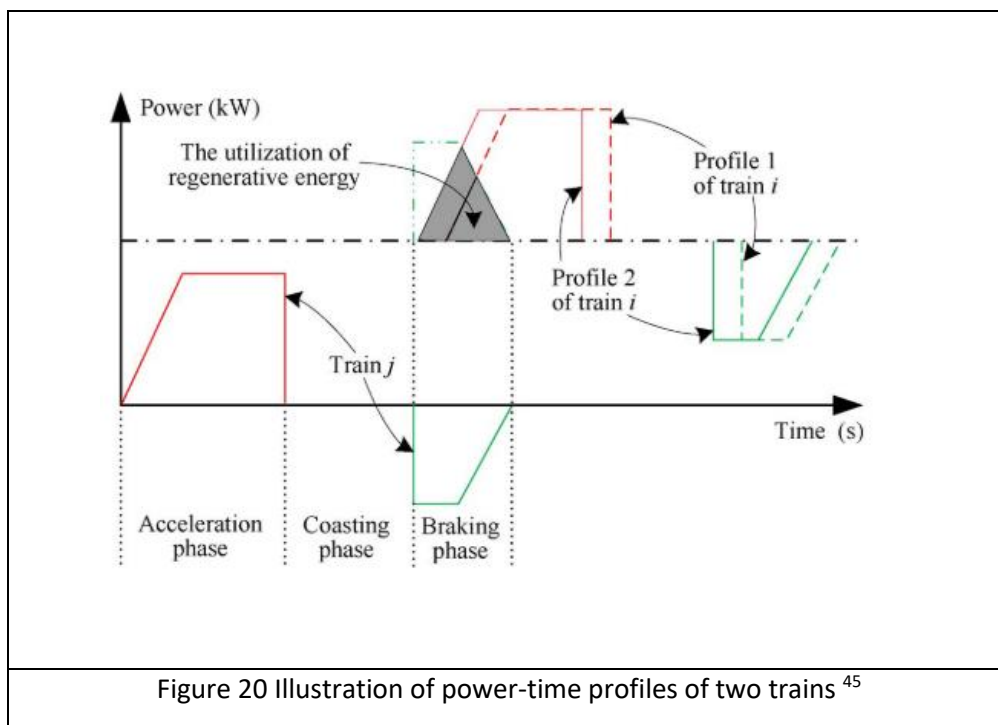 Power (kW)
The utilization of
regenerative energy
Profile 1
of train i
Profile 2
of train i
Train j
Time (s)
Acceleration
phase
Coasting
phase
Braking
phase
Figure 20 Illustration of power-time profiles of two trains 45